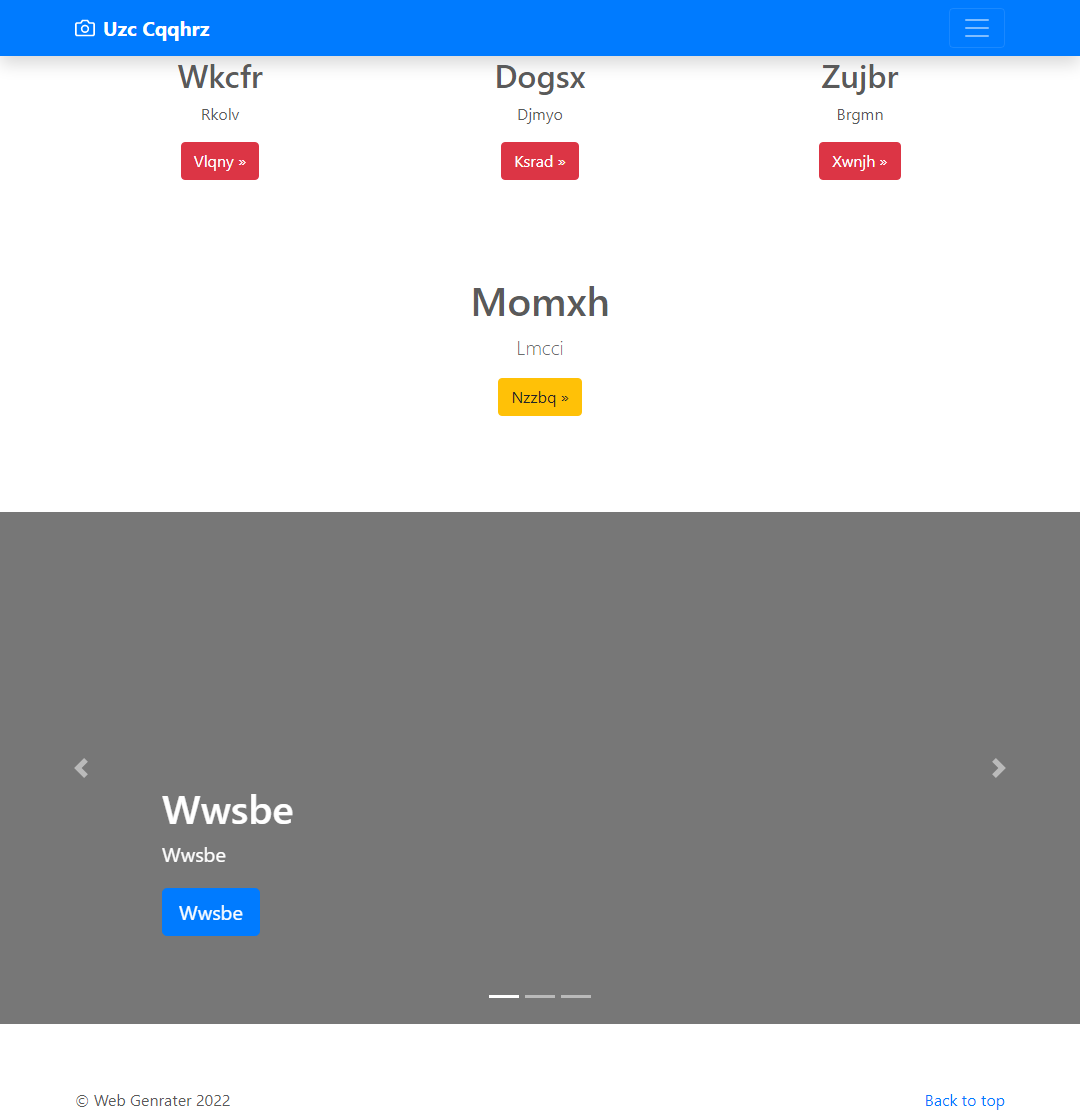 Uzc Cqqhrz
Wkcfr
Rkolv
Vlqny »
Dogsx
Djmyo
Ksrad »
Zujbr
Brgmn
Xwnjh »
Momxh
Lmcci
Nzzbq »
Wwsbe
Wwsbe
Wwsbe
© Web Genrater 2022
Back to top